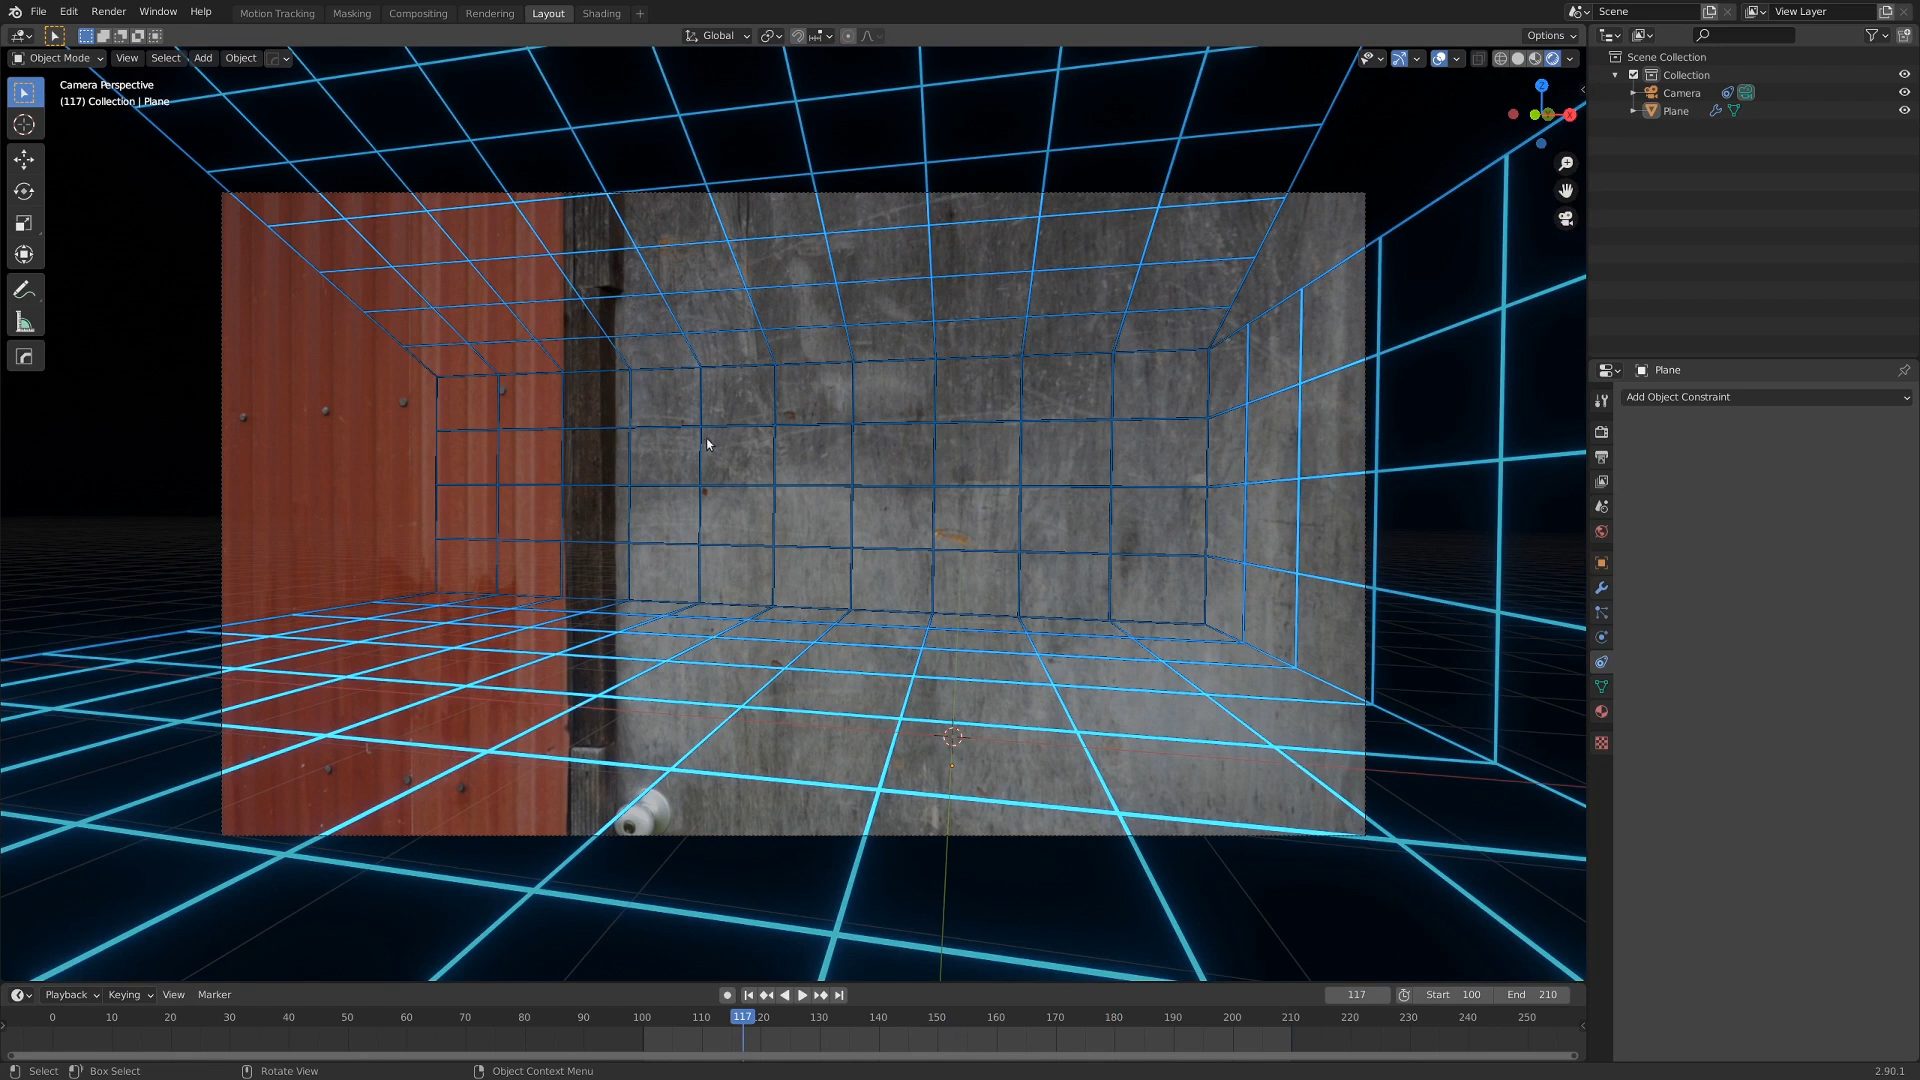 File Edit Render Window Help
Motion Tracking Masking Compositing Rendering Layout Shading +
Scene
View Layer
Global
Options
Object Mode View Select Add Object
Camera Perspective
(117) Collection | Plane
Z
X
Scene Collection
Collection
Camera
Plane
Plane
Add Object Constraint
Playback Keying View Marker
117
Start 100
End 210
0 10 20 30 40 50 60 70 80 90 100 110 117 120 130 140 150 160 170 180 190 200 210 220 230 240 250
Select Box Select Rotate View Object Context Menu
2.90.1